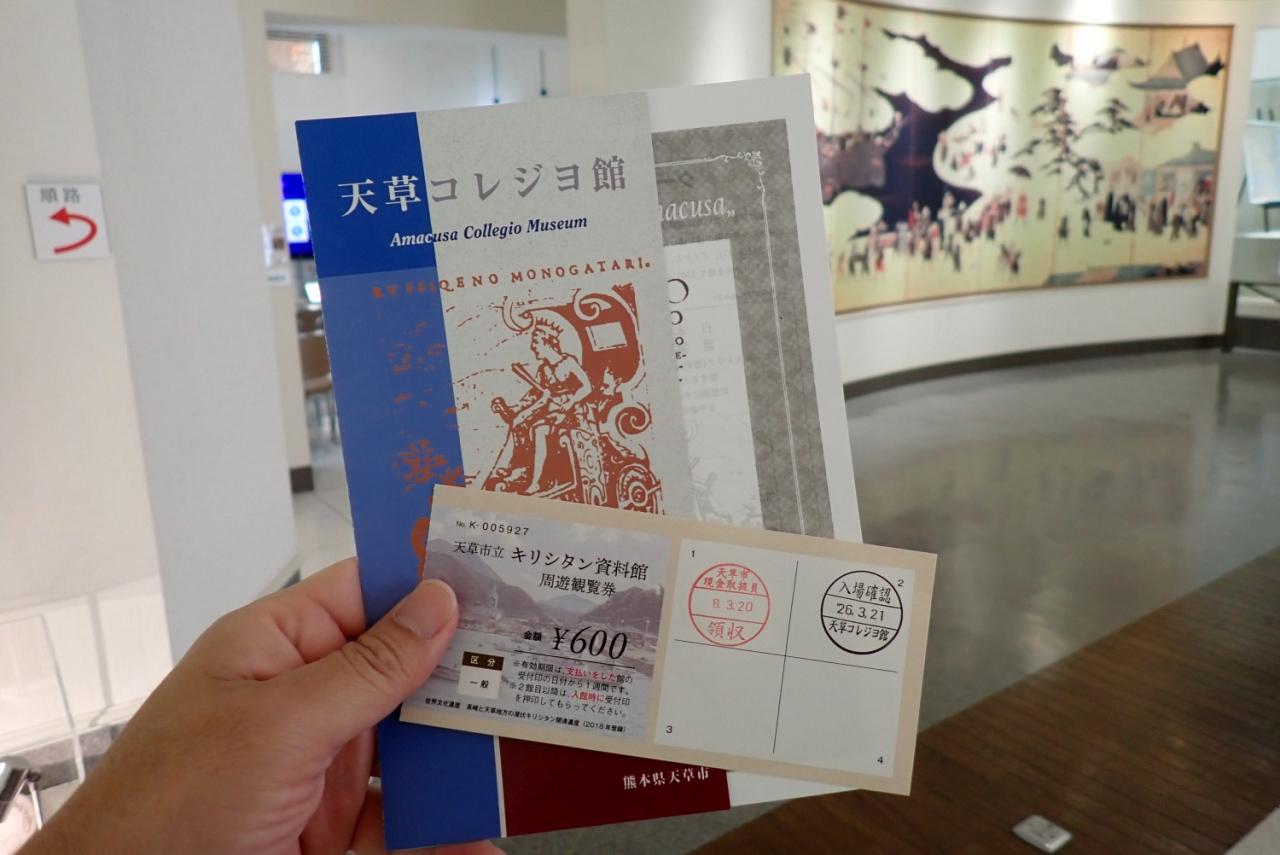 順路
天草コレジヨ館
Amacusa Collegio Museum
QENO MONOGATARI.
macusa„
No. K-005927
天草市立 キリシタン資料館
周遊観覧券
金額 ¥600
区分
一般
※有効期限は、支払いをした館の
受付印の日付から1週間です。
※2館目以降は、入館時に受付印
を押印してもらってください。
世界文化遺産 長崎と天草地方の潜伏キリシタン関連遺産(2018年登録)
1
天草市
現金取扱員
8.3.20
領収
2
入場確認
'26.3.21
天草コレジヨ館
3
4
熊本県天草市